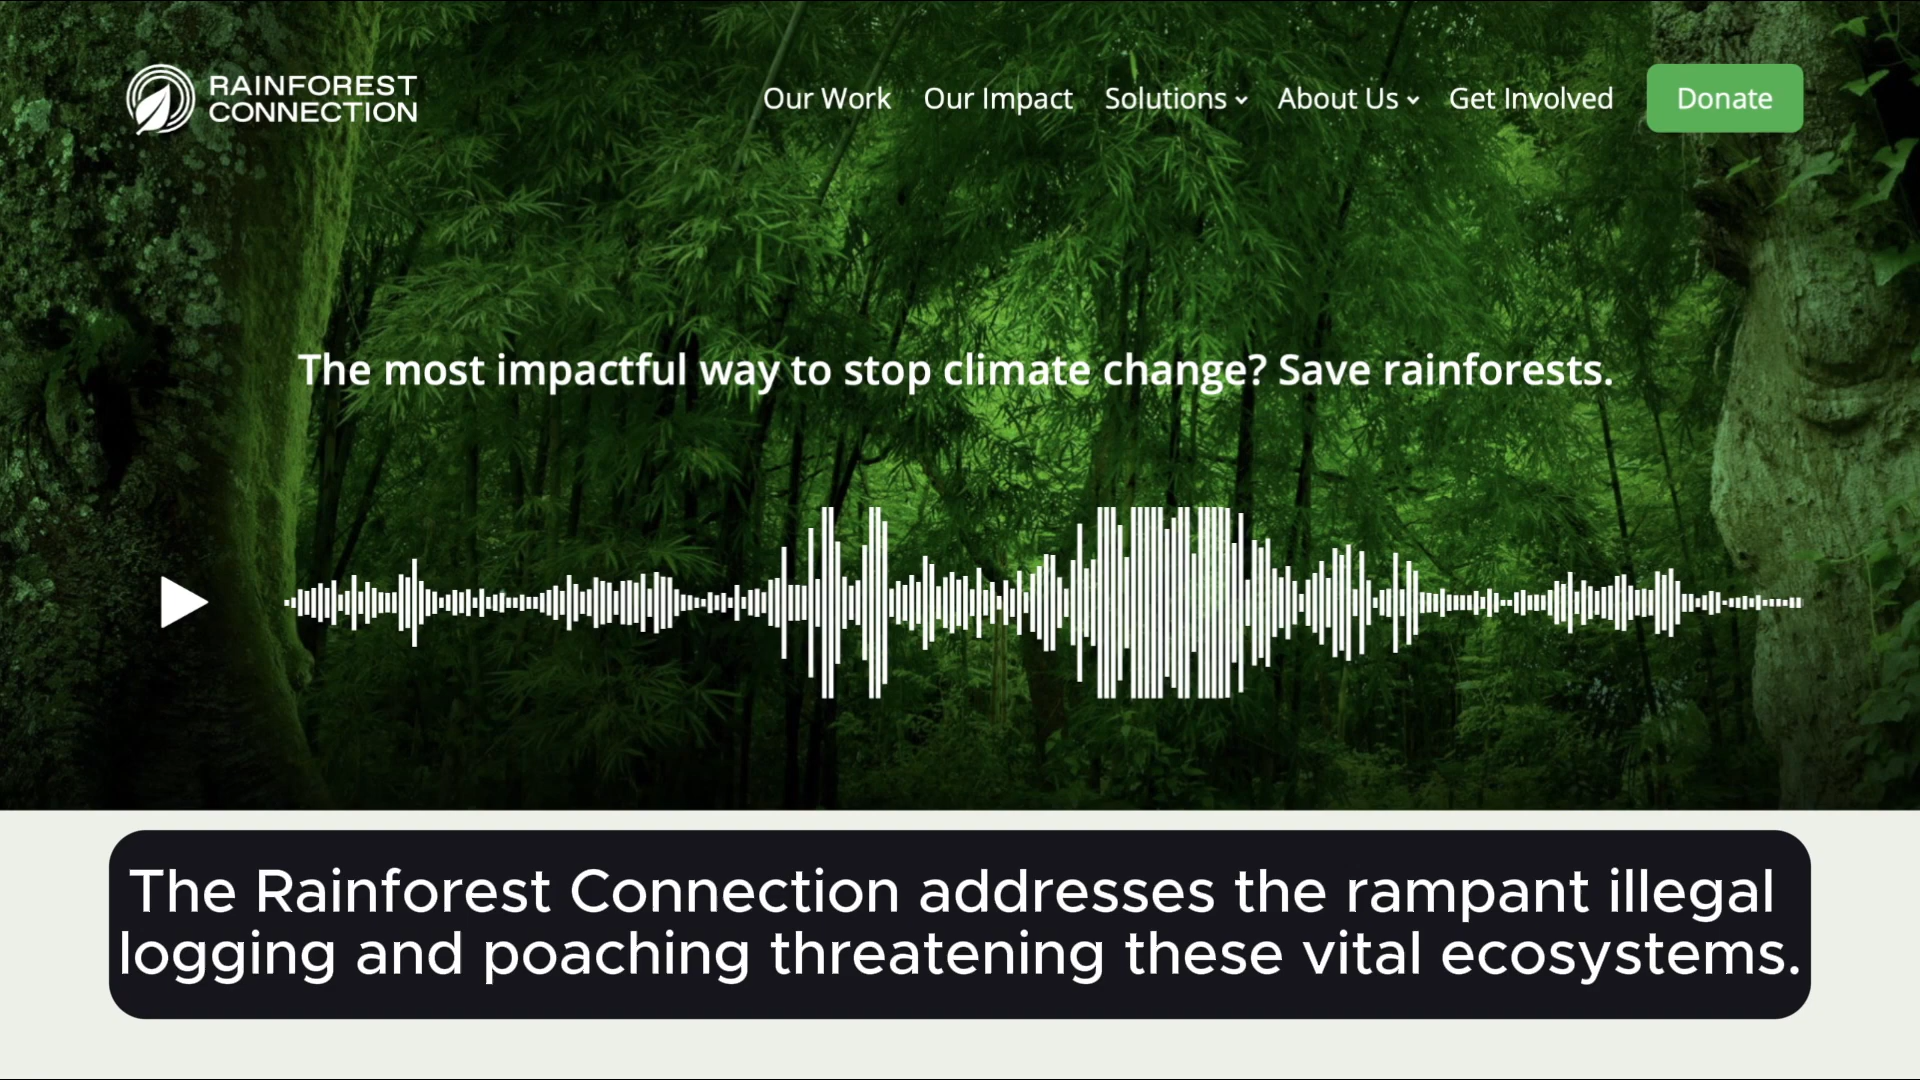 RAINFOREST
CONNECTION
Our Work Our Impact Solutions About Us Get Involved Donate
The most impactful way to stop climate change? Save rainforests.
The Rainforest Connection addresses the rampant illegal
logging and poaching threatening these vital ecosystems.